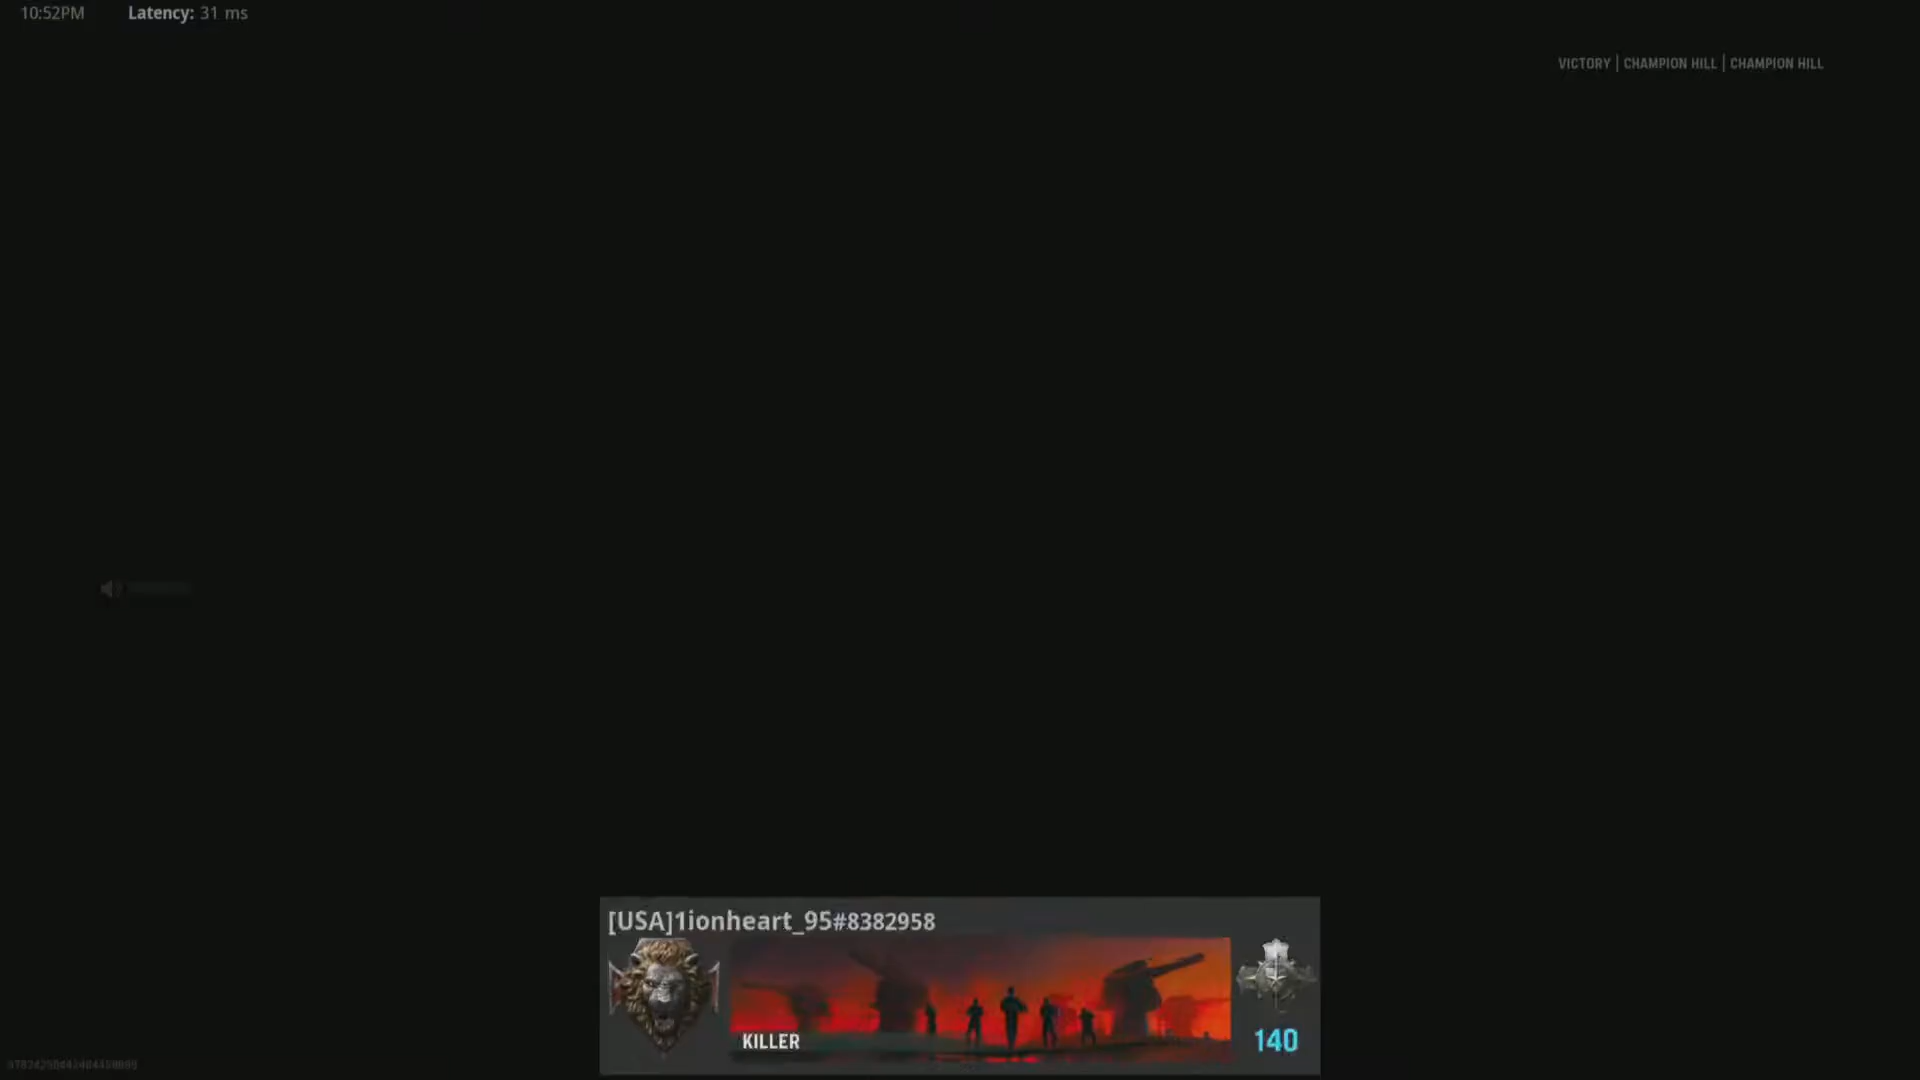 10:52PM Latency: 31 ms
VICTORY | CHAMPION HILL | CHAMPION HILL
[USA]1ionheart_95#8382958
KILLER
140